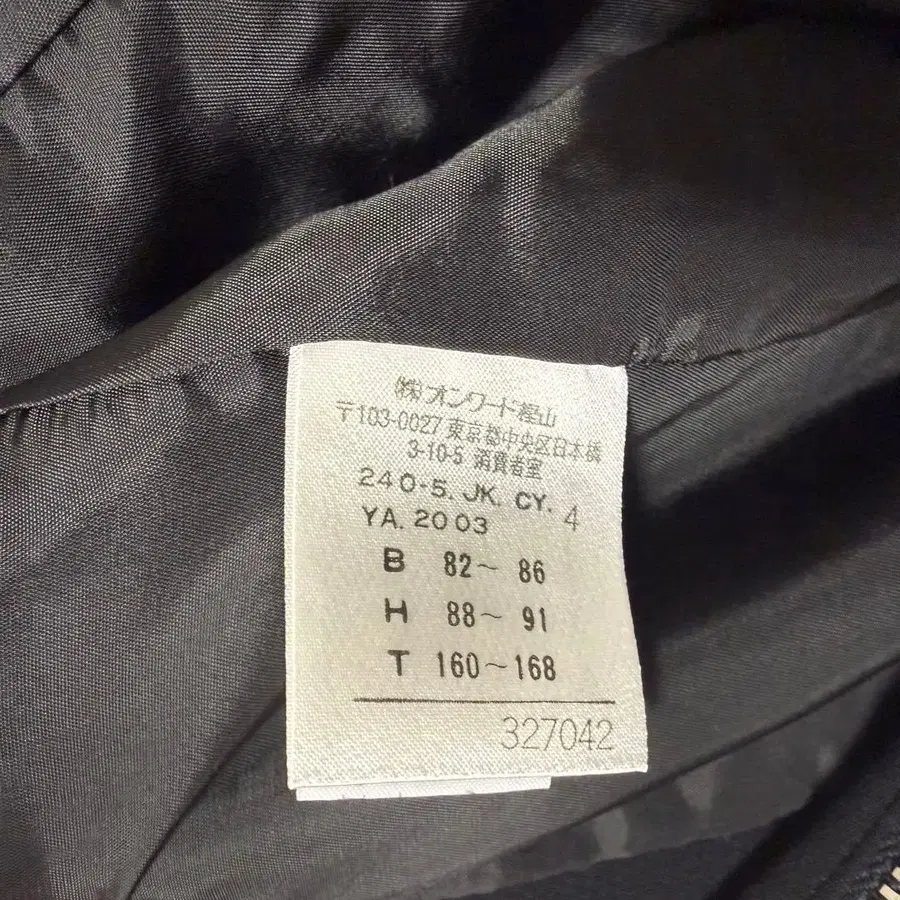 ㈱オンワード樫山
〒103-0027 東京都中央区日本橋
3-10-5 消費者室
240-5. JK. CY. 4
YA. 2003
B 82～ 86
H 88～ 91
T 160～168
327042